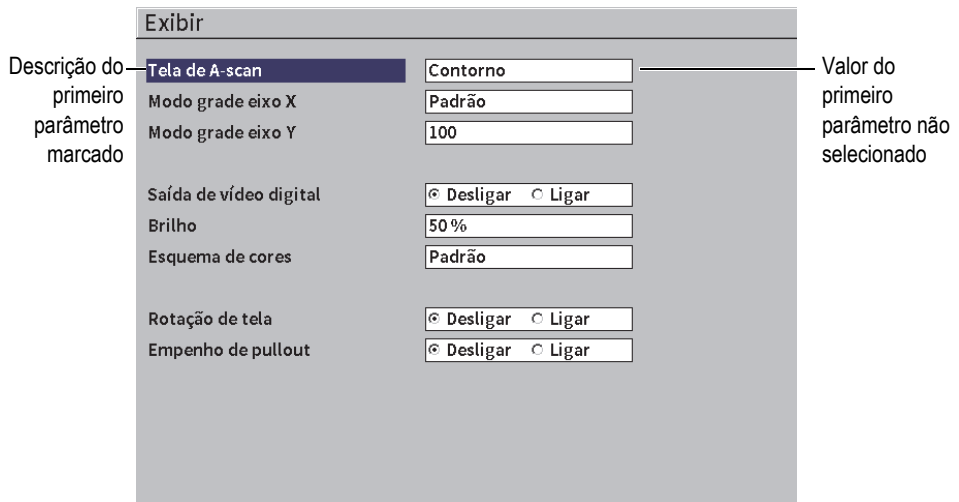 Exibir
Descrição do
primeiro
parâmetro
marcado
Tela de A-scan
Contorno
Valor do
primeiro
parâmetro não
selecionado
Modo grade eixo X
Padrão
Modo grade eixo Y
100
Saída de vídeo digital
Desligar Ligar
Brilho
50 %
Esquema de cores
Padrão
Rotação de tela
Desligar Ligar
Empenho de pullout
Desligar Ligar